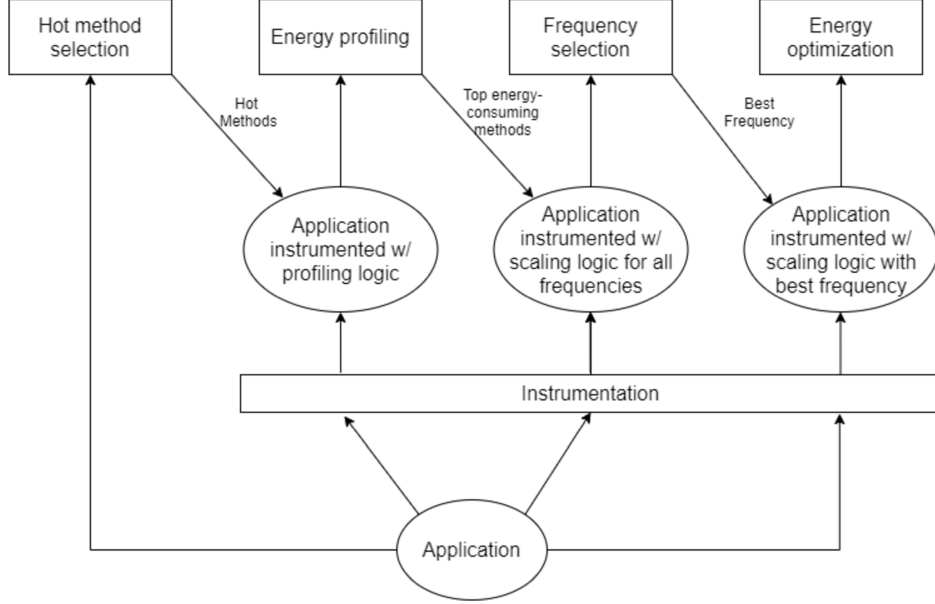 Hot method
selection
Energy profiling
Frequency
selection
Energy
optimization
Hot
Methods
Top energy-
consuming
methods
Best
Frequency
Application
instrumented w/
profiling logic
Application
instrumented w/
scaling logic for all
frequencies
Application
instrumented w/
scaling logic with
best frequency
Instrumentation
Application